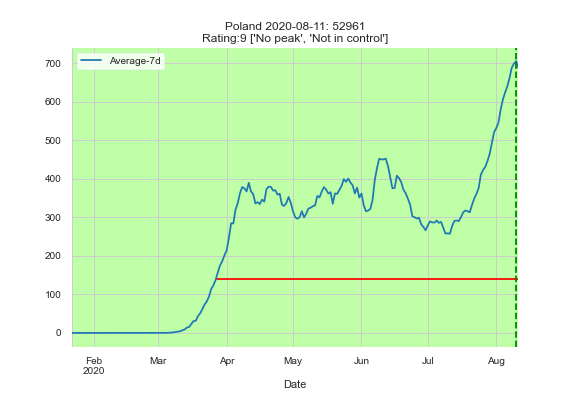 Poland 2020-08-11: 52961
Rating:9 ['No peak', 'Not in control']
Average-7d
700
600
500
400
300
200
100
0
Feb Mar Apr May Jun Jul Aug
2020
Date